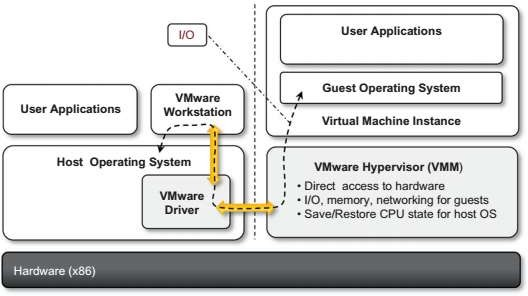 I/O
User Applications
Guest Operating System
Virtual Machine Instance
User Applications
VMware
Workstation
Host Operating System
VMware
Driver
VMware Hypervisor (VMM)
• Direct access to hardware
• I/O, memory, networking for guests
• Save/Restore CPU state for host OS
Hardware (x86)